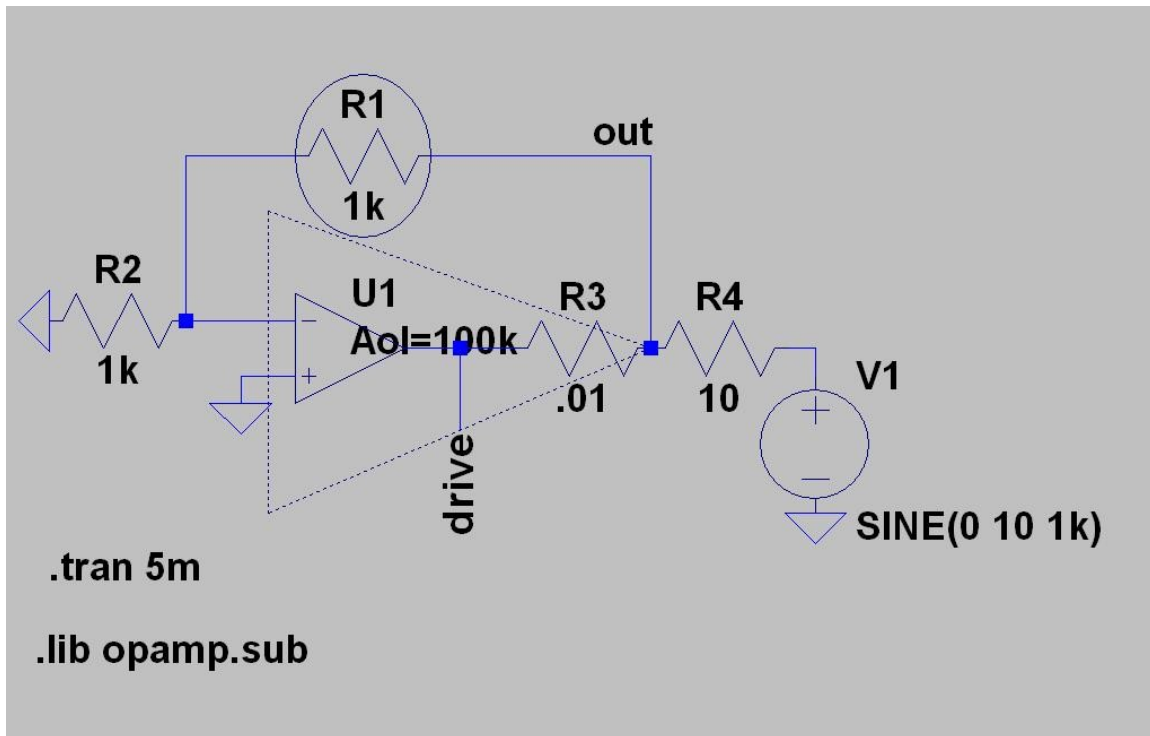 R1
out
1k
R2
U1
R3
R4
Aol=100k
1k
.01
10
V1
drive
SINE(0 10 1k)
.tran 5m
.lib opamp.sub